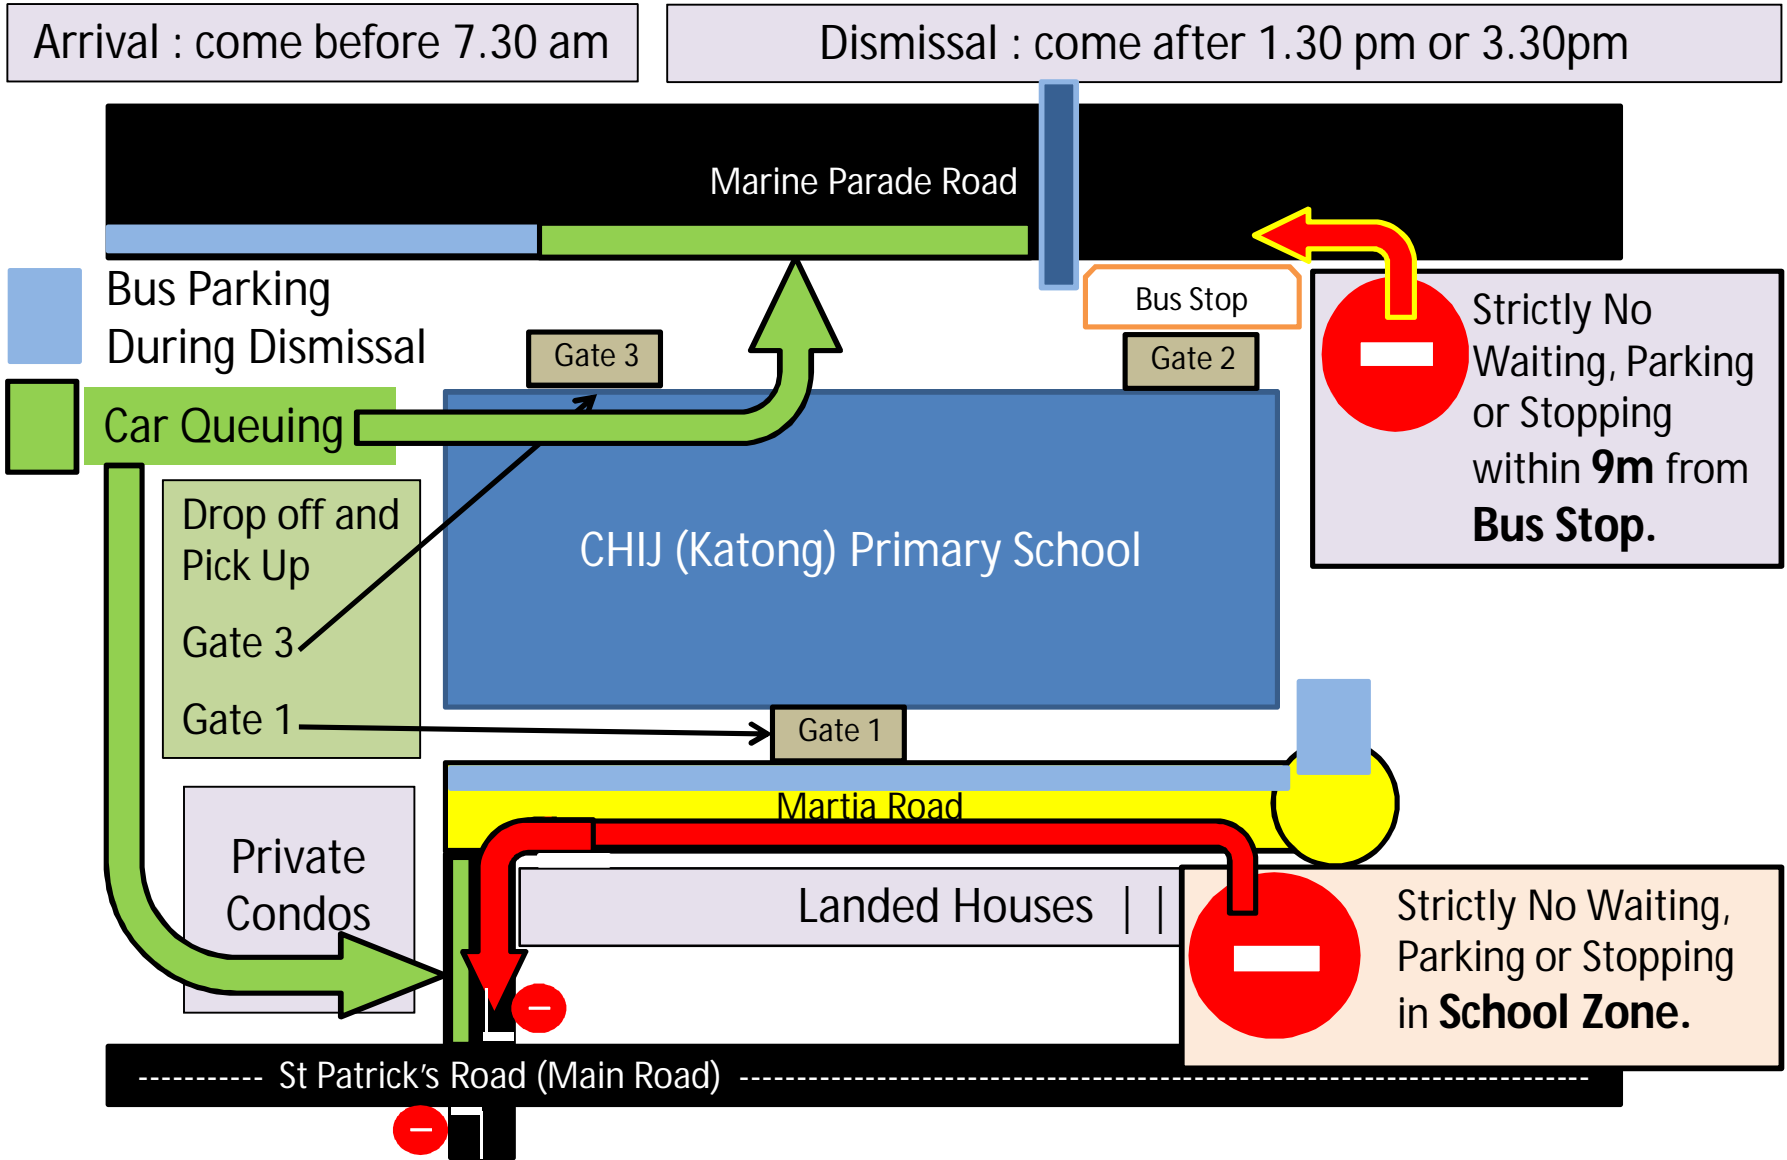 Arrival : come before 7.30 am
Dismissal : come after 1.30 pm or 3.30pm
Marine Parade Road
Bus Parking
During Dismissal
Bus Stop
Gate 3
Gate 2
Strictly No
Waiting, Parking
or Stopping
within 9m from
Bus Stop.
Car Queuing
Drop off and
Pick Up
Gate 3
Gate 1
CHIJ (Katong) Primary School
Gate 1
Martia Road
Private
Condos
Landed Houses | |
Strictly No Waiting,
Parking or Stopping
in School Zone.
----------- St Patrick's Road (Main Road) -----------